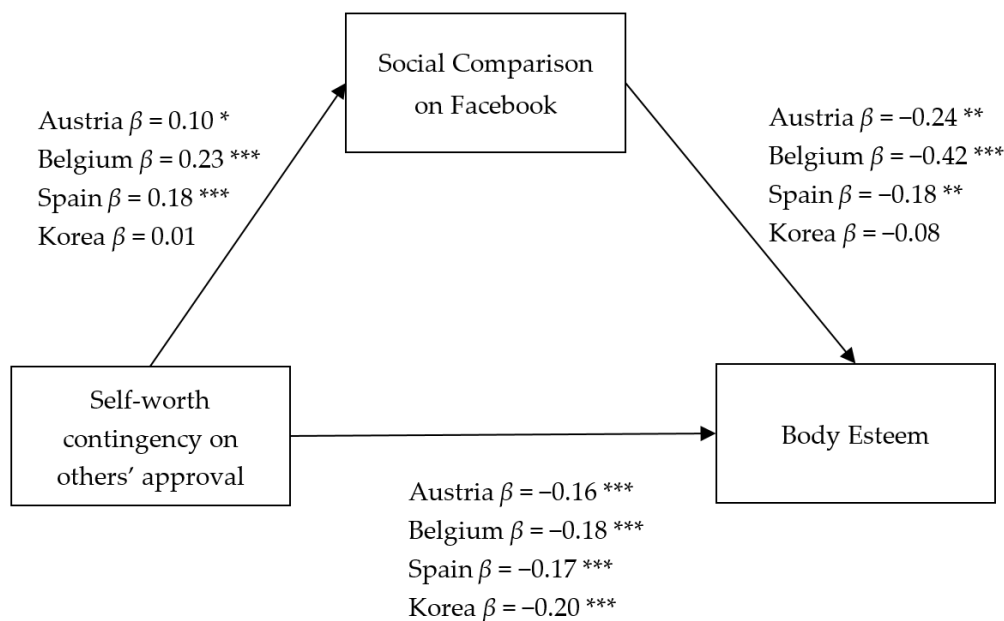 Social Comparison
on Facebook
Austria β = 0.10 *
Belgium β = 0.23 ***
Spain β = 0.18 ***
Korea β = 0.01
Austria β = −0.24 **
Belgium β = −0.42 ***
Spain β = −0.18 **
Korea β = −0.08
Self-worth
contingency on
others’ approval
Body Esteem
Austria β = −0.16 ***
Belgium β = −0.18 ***
Spain β = −0.17 ***
Korea β = −0.20 ***